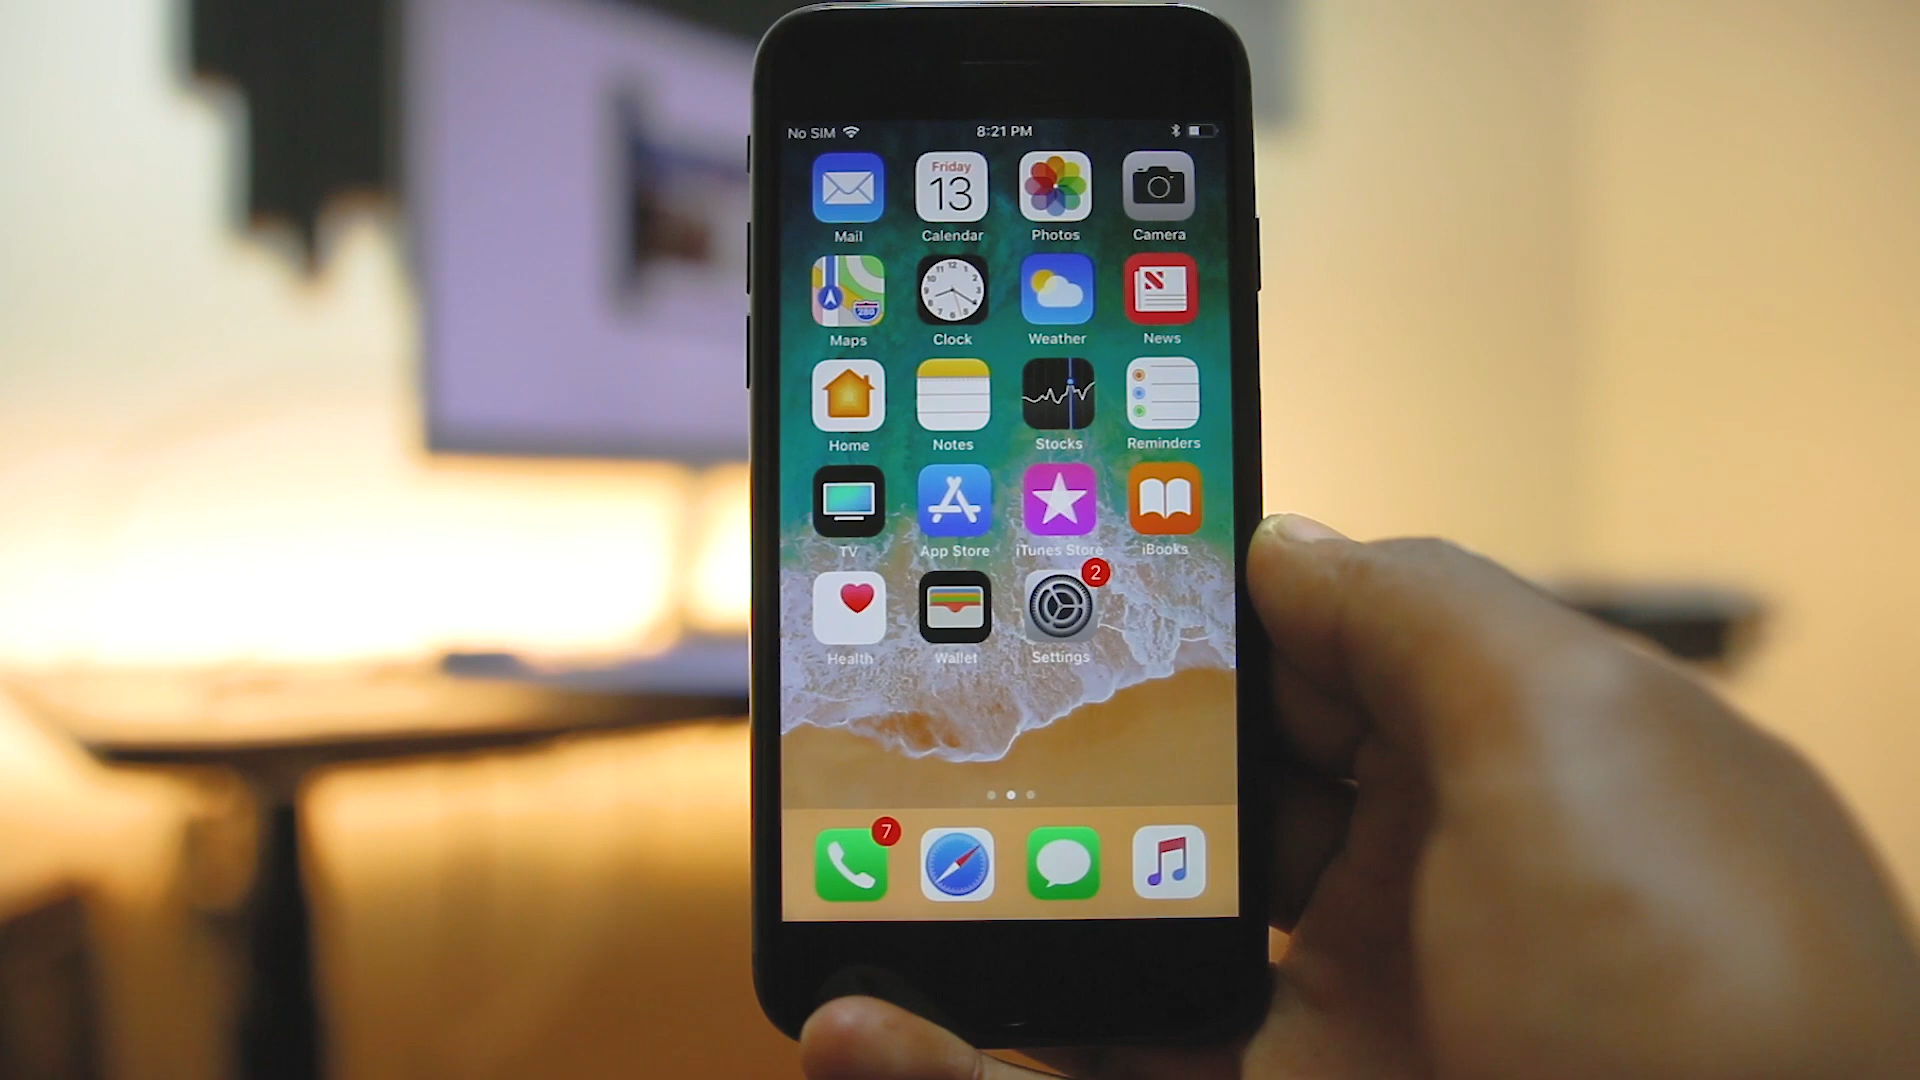 No SIM 8:21 PM
Friday
13
Mail Calendar Photos Camera
280
Maps Clock Weather News
Home Notes Stocks Reminders
TV App Store iTunes Store iBooks
2
Health Wallet Settings
7